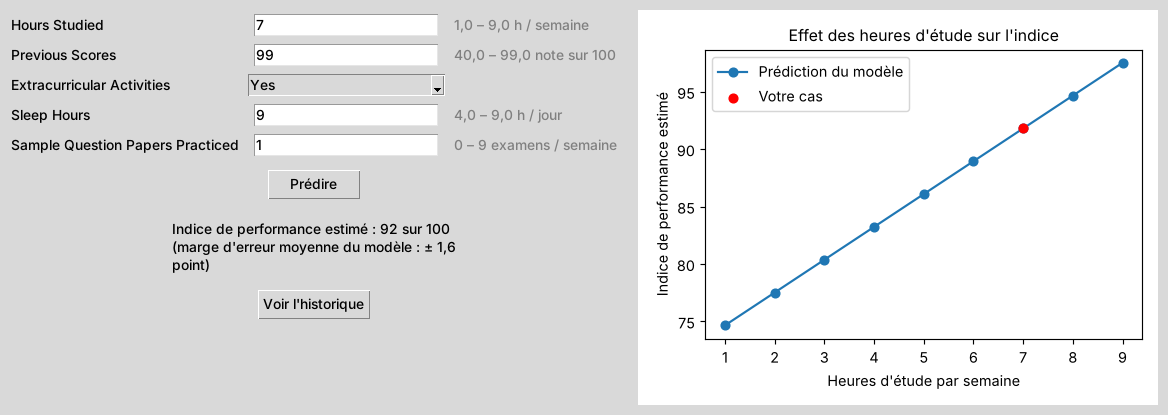 Hours Studied 7 1,0 – 9,0 h / semaine
Previous Scores 99 40,0 – 99,0 note sur 100
Extracurricular Activities Yes
Sleep Hours 9 4,0 – 9,0 h / jour
Sample Question Papers Practiced 1 0 – 9 examens / semaine
Prédire
Indice de performance estimé : 92 sur 100
(marge d'erreur moyenne du modèle : ± 1,6
point)
Voir l'historique
Effet des heures d'étude sur l'indice
Prédiction du modèle
Votre cas
Indice de performance estimé
95
90
85
80
75
1 2 3 4 5 6 7 8 9
Heures d'étude par semaine